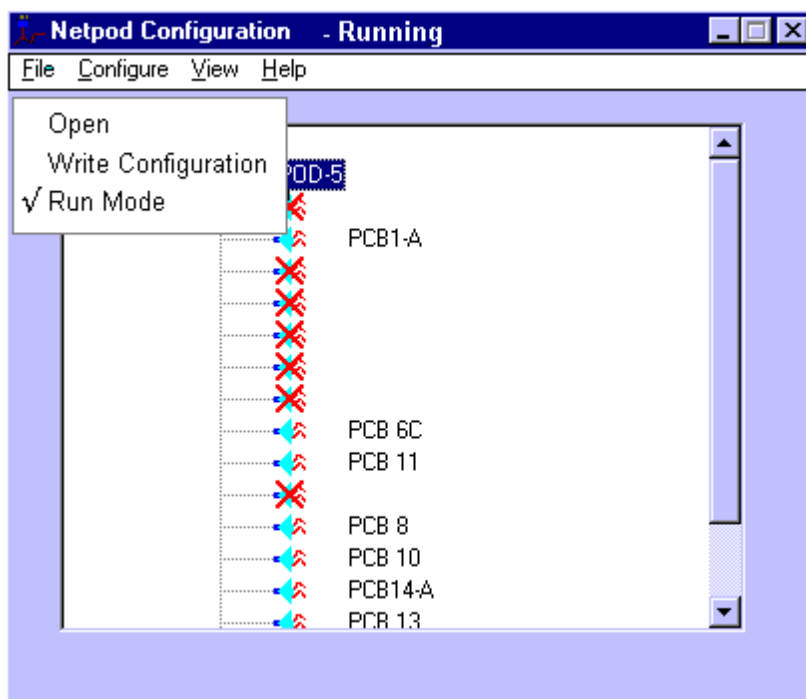 Netpod Configuration - Running
File Configure View Help
Open
Write Configuration
√ Run Mode
POD-5
PCB1-A
PCB 6C
PCB 11
PCB 8
PCB 10
PCB14-A
PCB 13